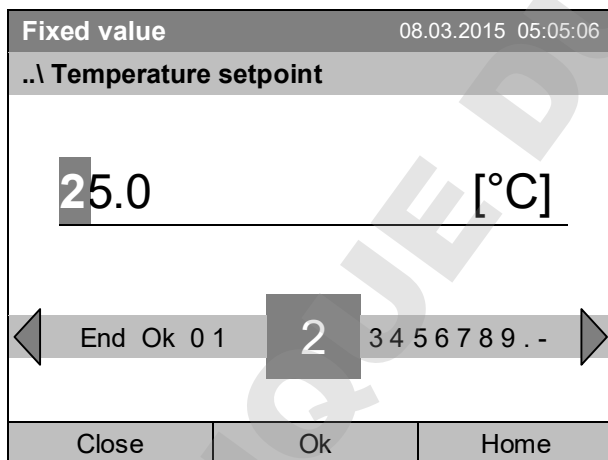 Fixed value 08.03.2015 05:05:06
..\ Temperature setpoint
25.0 [°C]
End Ok 0 1 2 3 4 5 6 7 8 9 . -
Close Ok Home